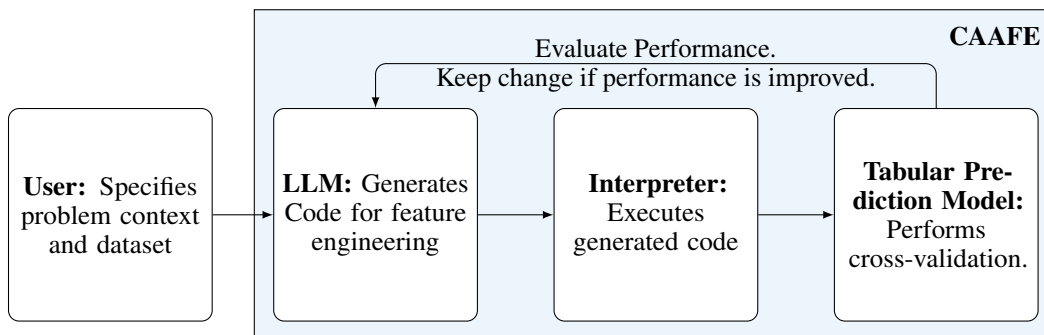 CAAFE
Evaluate Performance.
Keep change if performance is improved.
User: Specifies
problem context
and dataset
LLM: Generates
Code for feature
engineering
Interpreter:
Executes
generated code
Tabular Pre-
diction Model:
Performs
cross-validation.